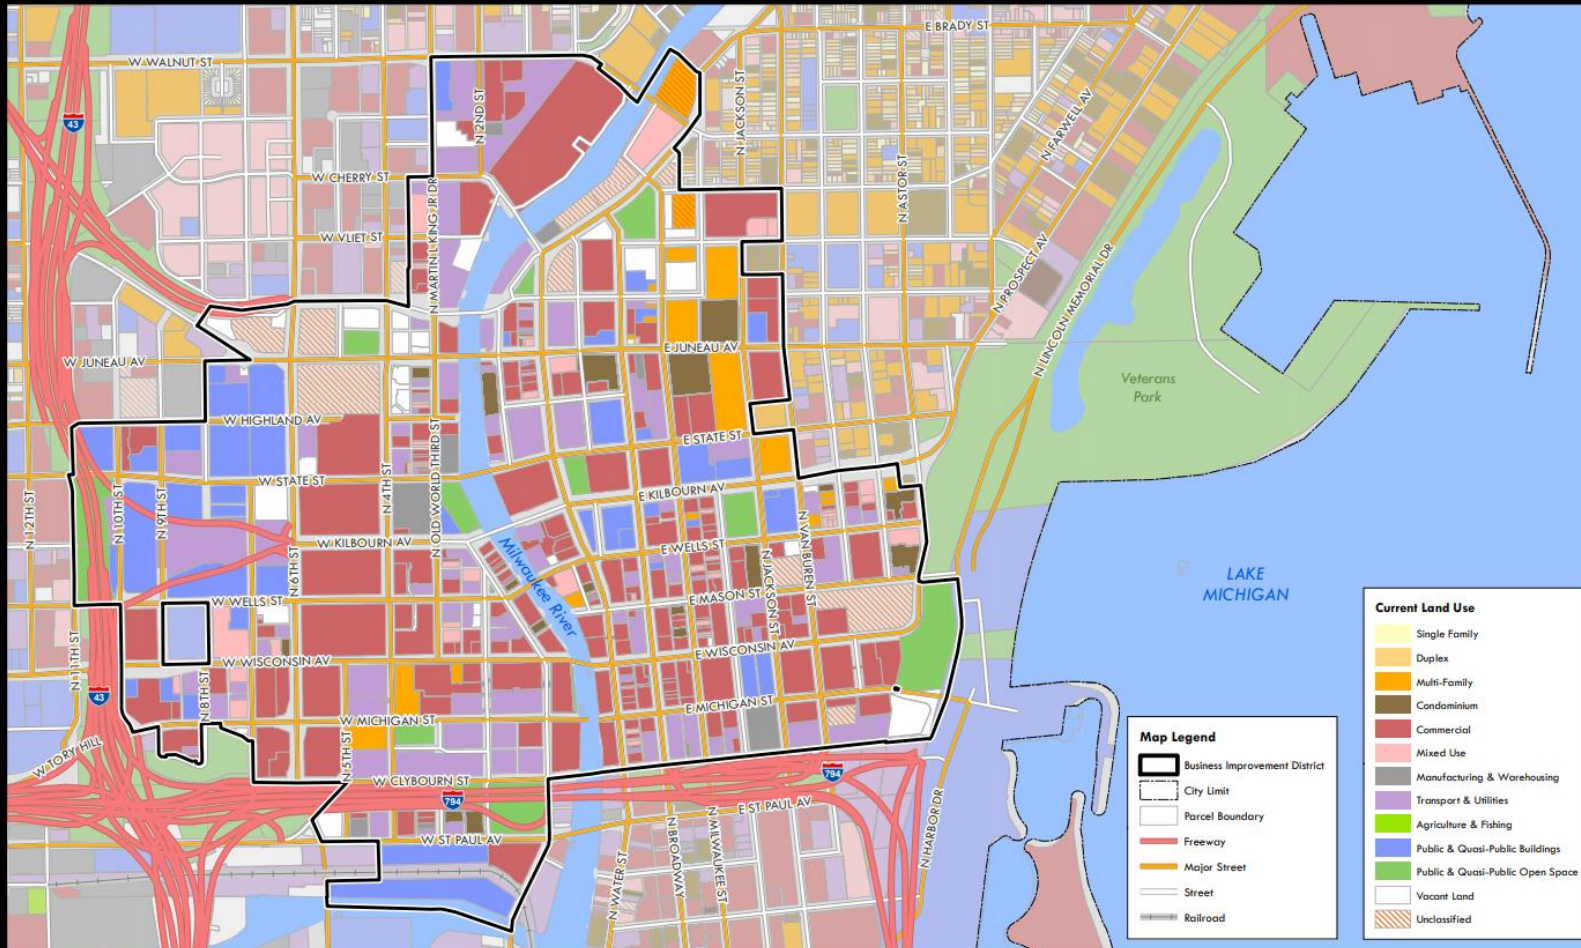 E BRADY ST
W WALNUT ST
43
N 2ND ST
N JACKSON ST
N FARWELL AV
W CHERRY ST
N MARTIN L KING JR DR
N ASTOR ST
W VLIET ST
N PROSPECT AV
N LINCOLN MEMORIAL DR
W JUNEAU AV
E JUNEAU AV
Veterans
Park
W HIGHLAND AV
N OLD WORLD THIRD ST
E STATE ST
W STATE ST
N 4TH ST
E KILBOURN AV
N 12TH ST
N 10TH ST
N 9TH ST
W KILBOURN AV
N 6TH ST
Milwaukee River
E WELLS ST
N VAN BUREN ST
N JACKSON ST
LAKE
MICHIGAN
W WELLS ST
E MASON ST
N 11TH ST
W WISCONSIN AV
E WISCONSIN AV
43
N 8TH ST
E MICHIGAN ST
W MICHIGAN ST
W TORY HILL
N 5TH ST
W CLYBOURN ST
794
794
E ST PAUL AV
W ST PAUL AV
N HARBOR DR
N WATER ST
N BROADWAY
N MILWAUKEE ST
Map Legend
Business Improvement District
City Limit
Parcel Boundary
Freeway
Major Street
Street
Railroad
Current Land Use
Single Family
Duplex
Multi-Family
Condominium
Commercial
Mixed Use
Manufacturing & Warehousing
Transport & Utilities
Agriculture & Fishing
Public & Quasi-Public Buildings
Public & Quasi-Public Open Space
Vacant Land
Unclassified